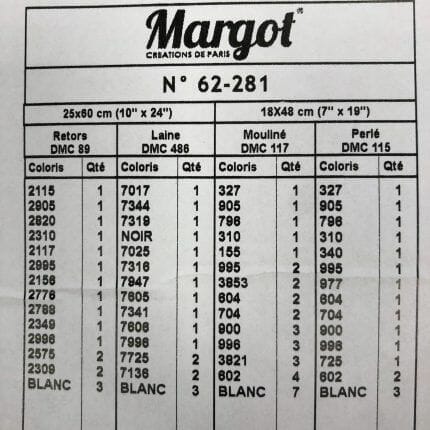 Margot®
CREATIONS DE PARIS
N° 62-281
25x60 cm (10" x 24") 18X48 cm (7" x 19")
Retors Laine Mouliné Perlé
DMC 89 DMC 486 DMC 117 DMC 115
Coloris Qté Coloris Qté Coloris Qté Coloris Qté
2115 1 7017 1 327 1 327 1
2905 1 7344 1 905 1 905 1
2820 1 7319 1 796 1 796 1
2310 1 NOIR 1 310 1 310 1
2117 1 7025 1 155 1 340 1
2995 1 7316 1 995 2 995 1
2156 1 7947 1 3853 2 977 1
2776 1 7605 1 604 2 604 1
2768 1 7341 1 704 2 704 1
2349 1 7606 1 900 3 900 1
2996 1 7996 1 996 3 996 1
2575 2 7725 2 3821 3 725 1
2309 2 7136 2 602 4 602 2
BLANC 3 BLANC 3 BLANC 7 BLANC 3